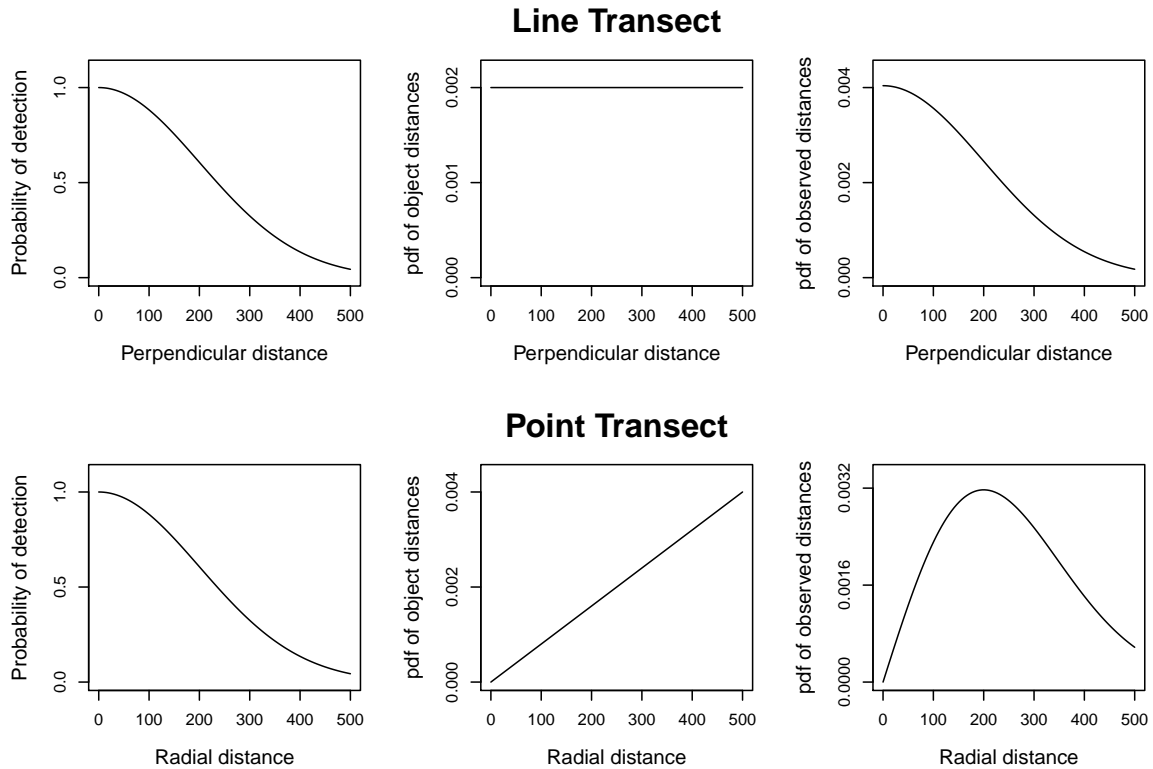 Line Transect
Probability of detection
0.0 0.5 1.0
0 100 200 300 400 500
Perpendicular distance
pdf of object distances
0.000 0.001 0.002
0 100 200 300 400 500
Perpendicular distance
pdf of observed distances
0.000 0.002 0.004
0 100 200 300 400 500
Perpendicular distance
Point Transect
Probability of detection
0.0 0.5 1.0
0 100 200 300 400 500
Radial distance
pdf of object distances
0.000 0.002 0.004
0 100 200 300 400 500
Radial distance
pdf of observed distances
0.0000 0.0016 0.0032
0 100 200 300 400 500
Radial distance